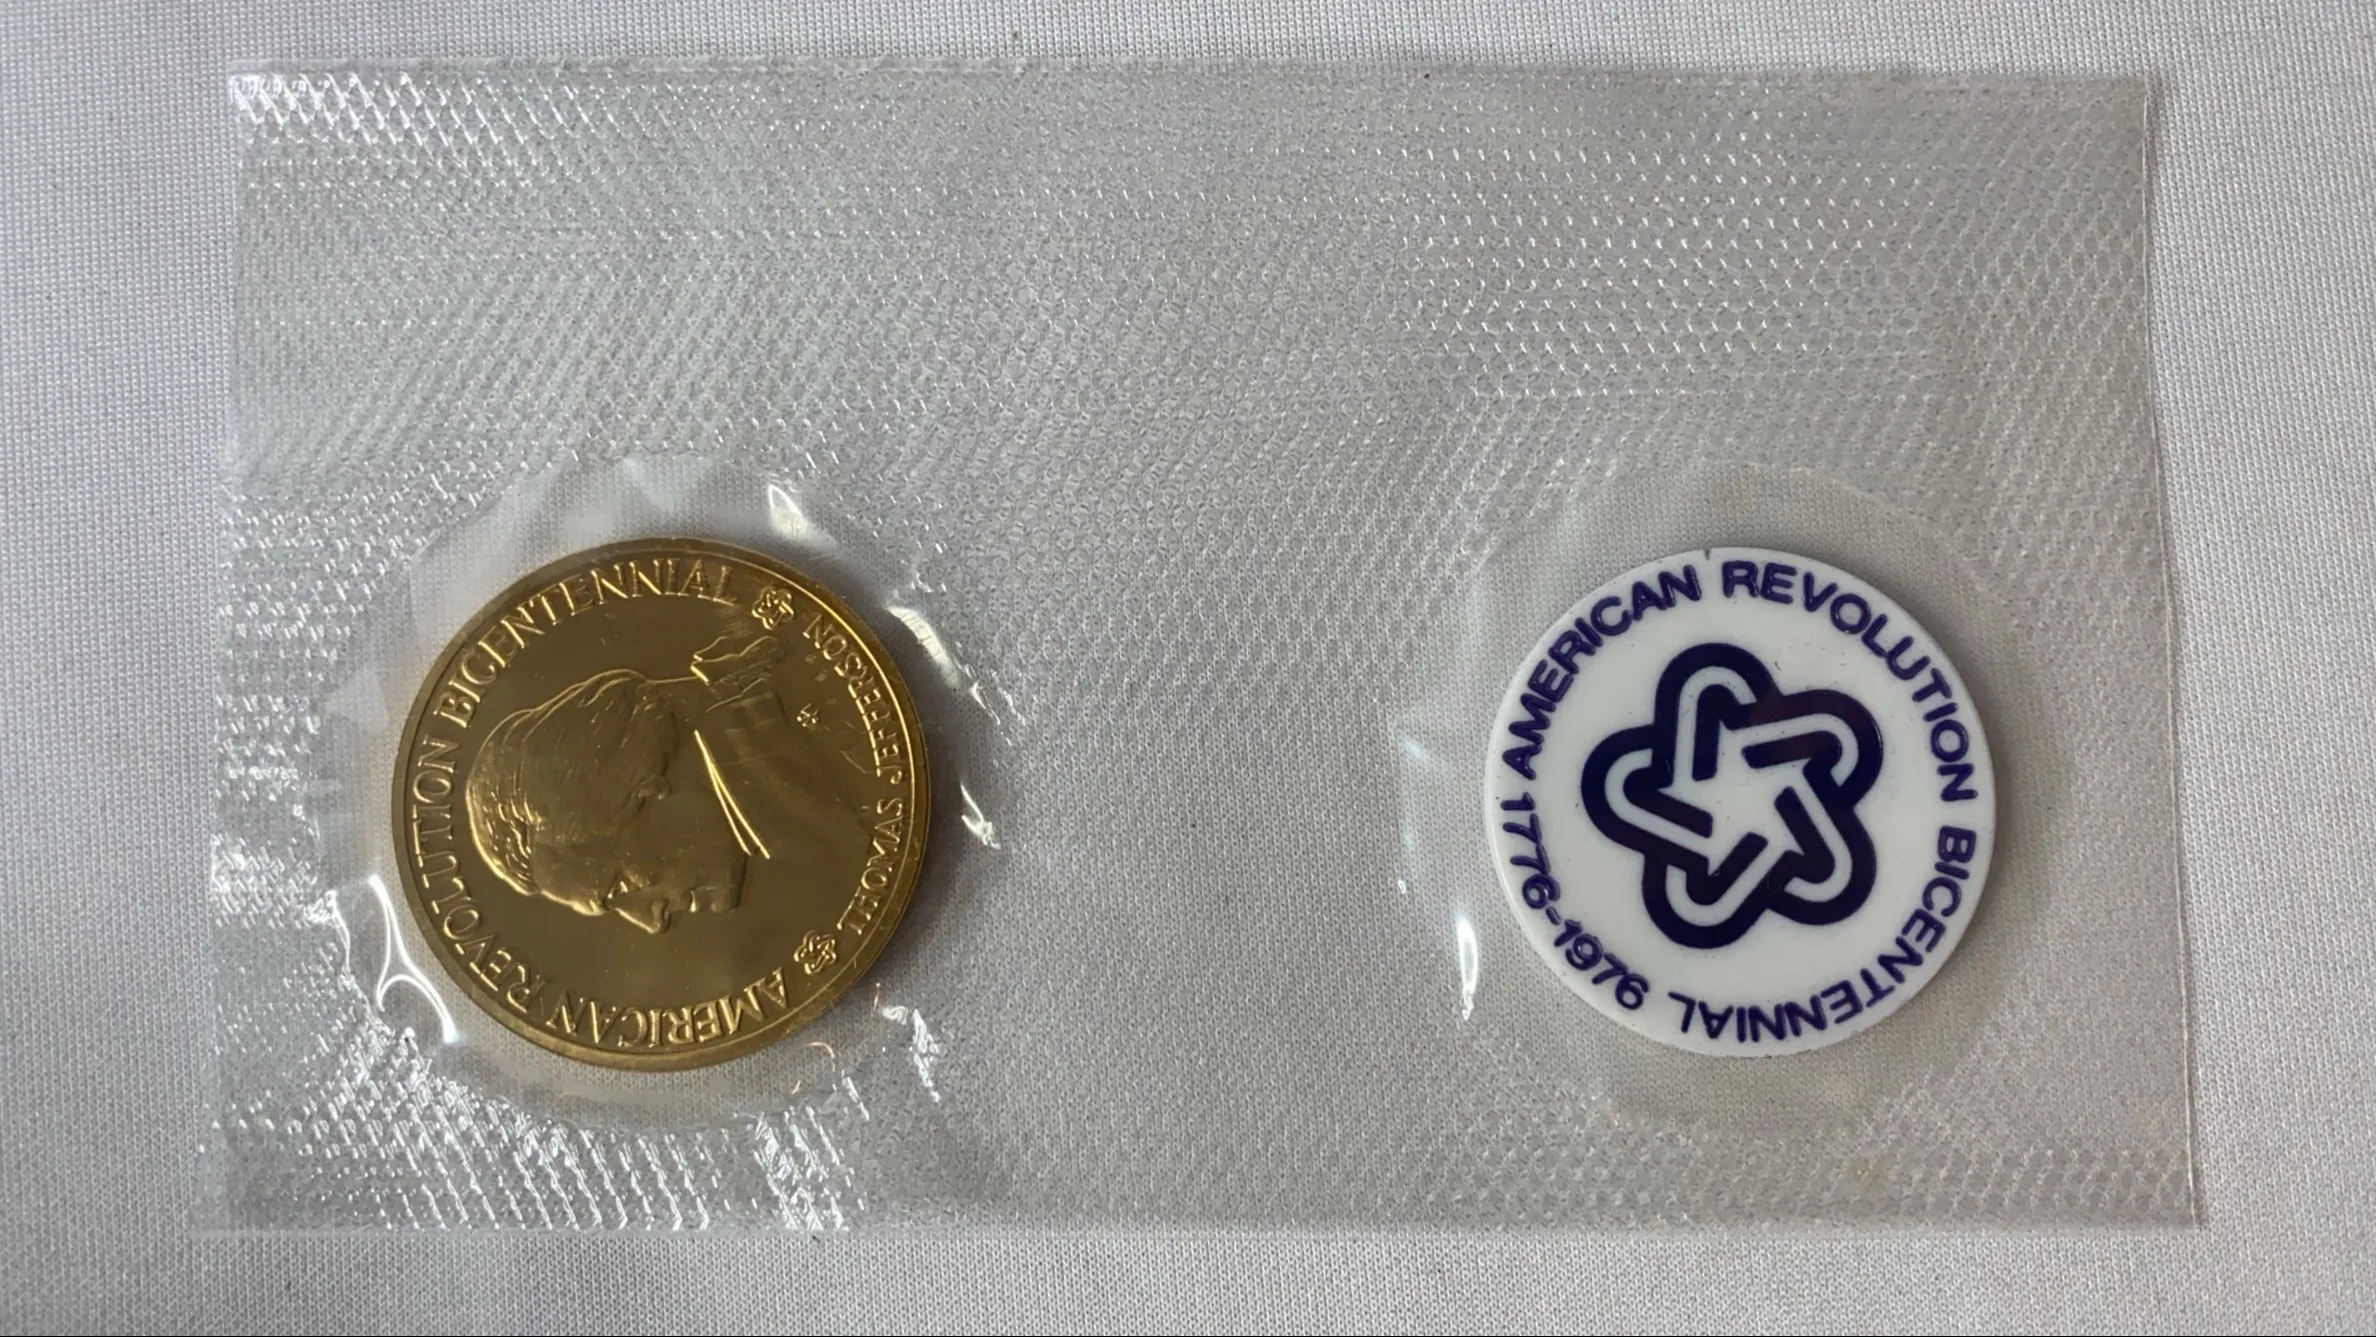 AMERICAN REVOLUTION BICENTENNIAL
THOMAS JEFFERSON
AMERICAN REVOLUTION BICENTENNIAL
1776-1976